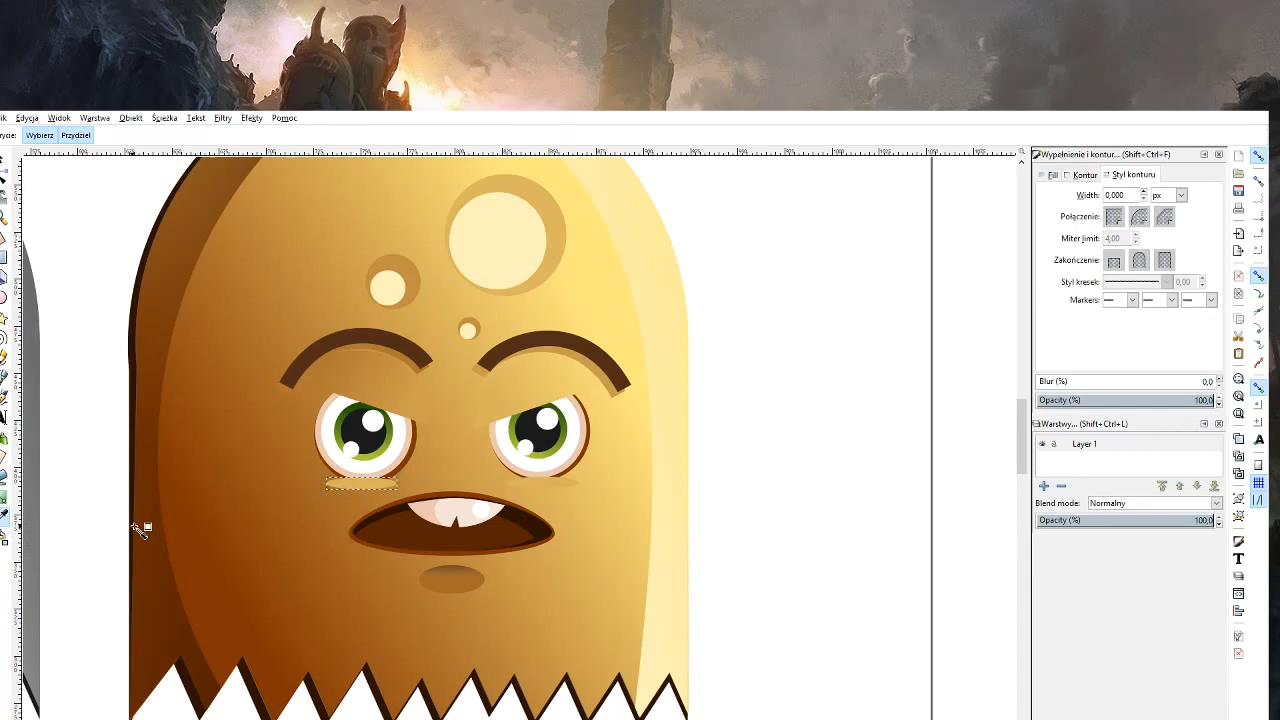 ik Edycja Widok Warstwa Obiekt Ścieżka Tekst Filtry Efekty Pomoc
rycie: Wybierz Przydziel
Wypełnienie i kontur... (Shift+Ctrl+F)
Fill Kontur Styl konturu
Width: 0,000 px
Połączenie:
Miter limit: 4,00
Zakończenie:
Styl kresek: 0,00
Markers:
Blur (%) 0,0
Opacity (%) 100,0
Warstwy... (Shift+Ctrl+L)
Layer 1
Blend mode: Normalny
Opacity (%) 100,0